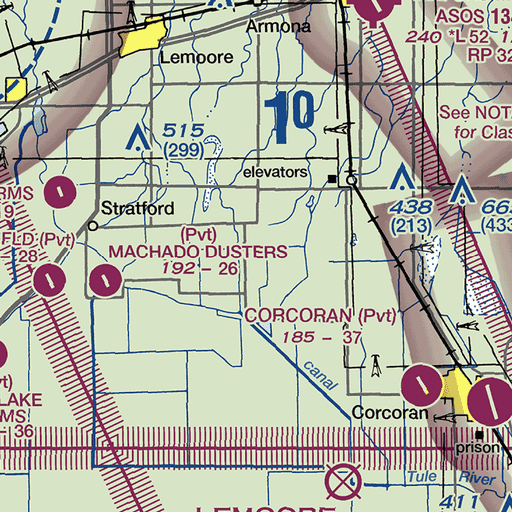 ASOS 13
Armona
240 *L 52
RP 32
Lemoore
10
See NOT
for Clas
515
(299)
elevators
RMS
19
438
(213)
66
(433
Stratford
FLD (Pvt)
28
(Pvt)
MACHADO DUSTERS
192 – 26
CORCORAN (Pvt)
185 – 37
canal
Corcoran
LAKE
MS
- 36
prison
Tule River
411
LEMOORE